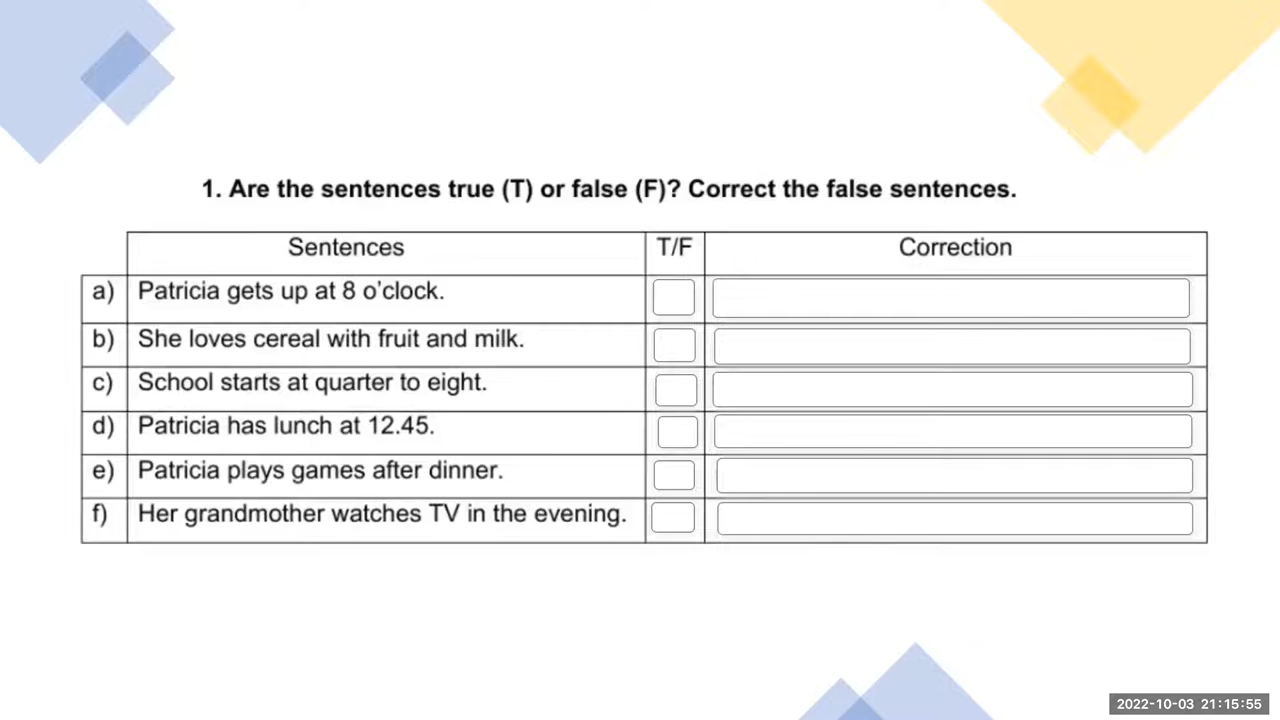 1. Are the sentences true (T) or false (F)? Correct the false sentences.
Sentences T/F Correction
a) Patricia gets up at 8 o'clock.
b) She loves cereal with fruit and milk.
c) School starts at quarter to eight.
d) Patricia has lunch at 12.45.
e) Patricia plays games after dinner.
f) Her grandmother watches TV in the evening.
2022-10-03 21:15:55